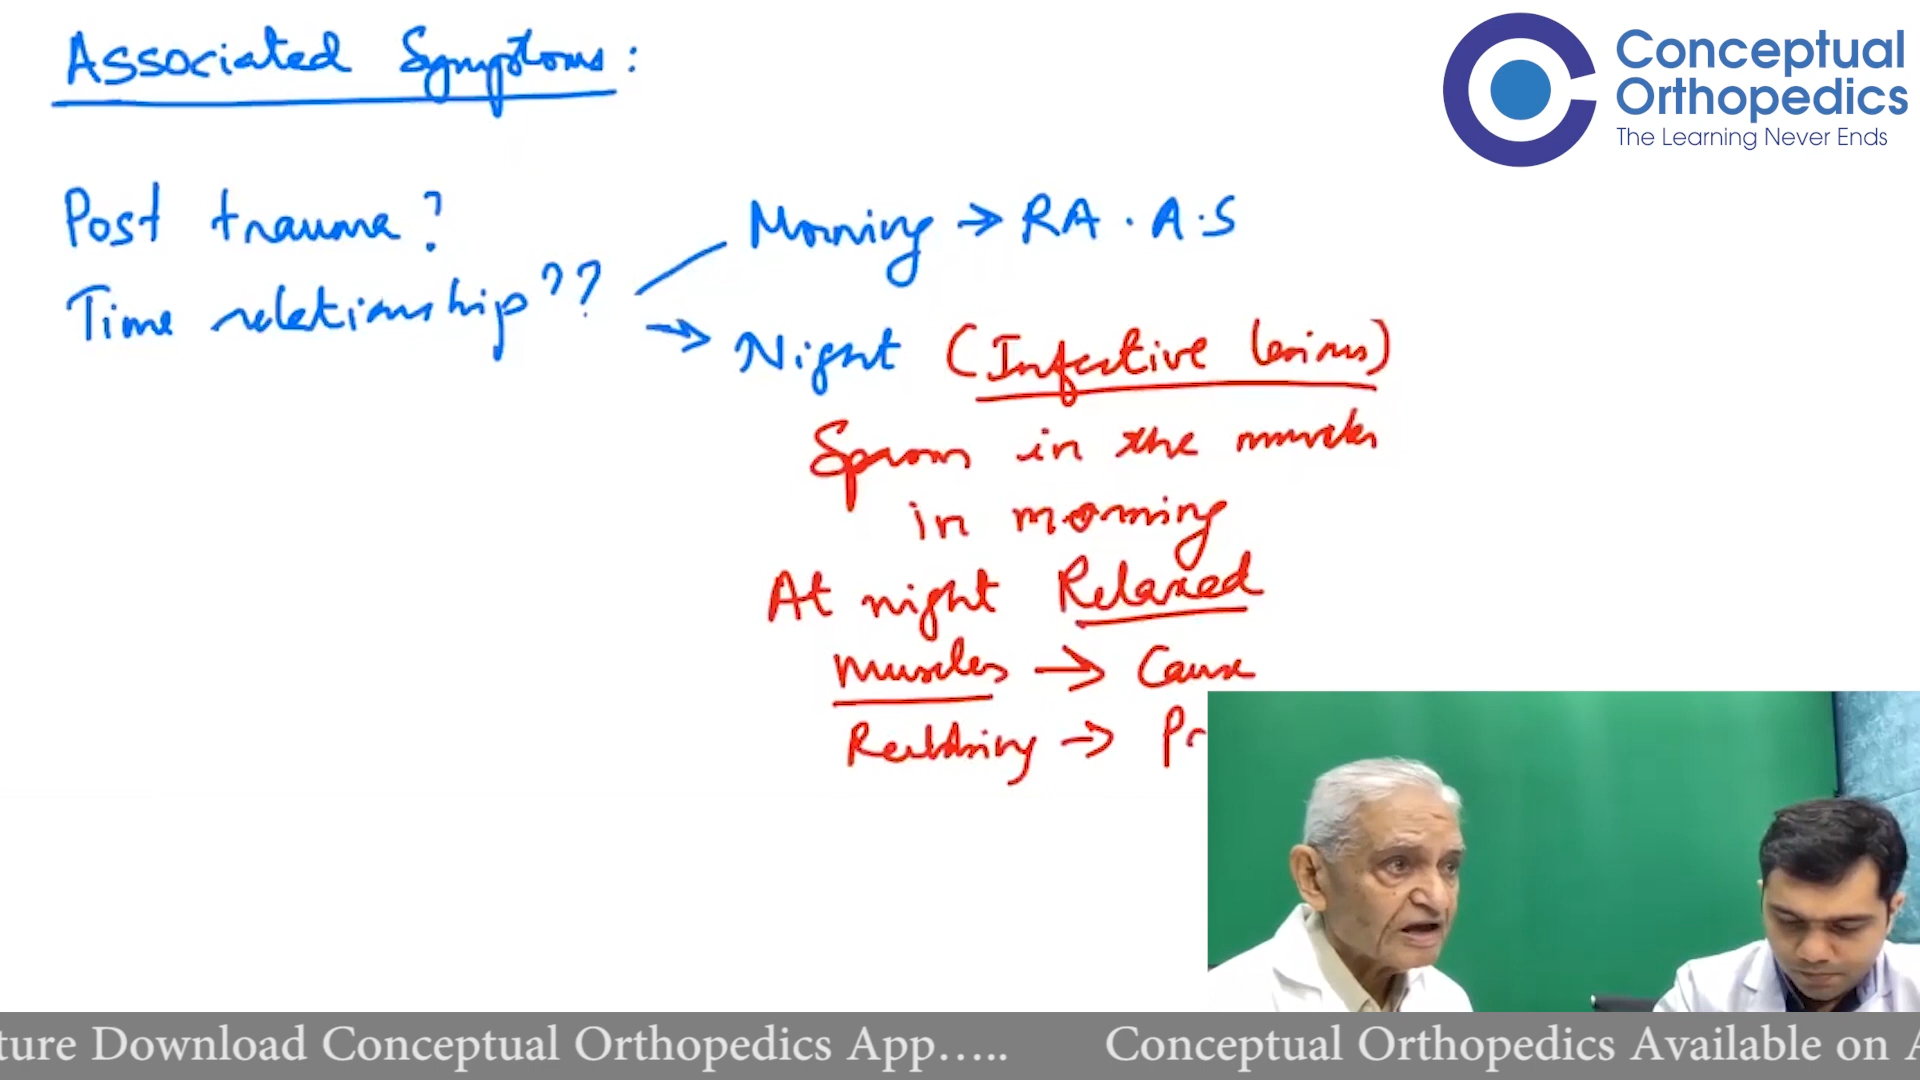 Associated Symptoms:
Conceptual
Orthopedics
The Learning Never Ends
Post trauma?
Time relationship??
Morning → RA. A.S
→ Night (Infective lesions)
Spasm in the muscles
in morning
At night Relaxed
muscles → Cause
Rubbing → Pr
ture Download Conceptual Orthopedics App….. Conceptual Orthopedics Available on A